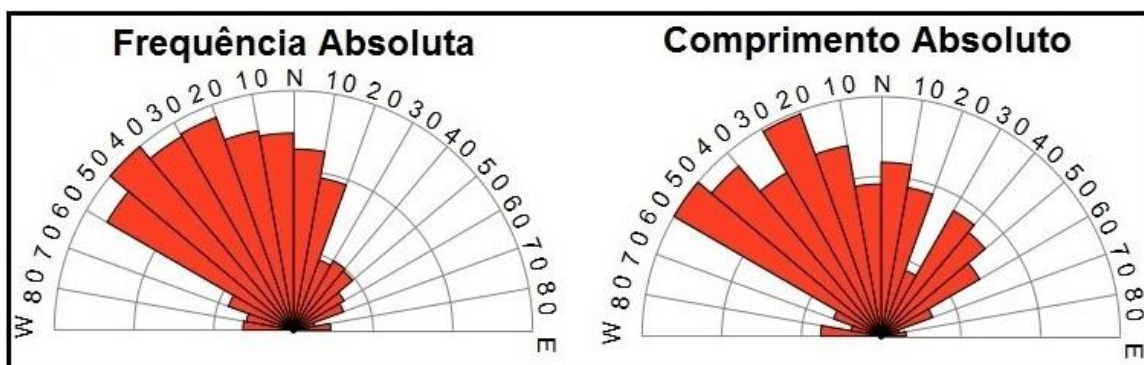 Frequência Absoluta
W 80 70 60 50 40 30 20 10 N 10 20 30 40 50 60 70 80 E
Comprimento Absoluto
W 80 70 60 50 40 30 20 10 N 10 20 30 40 50 60 70 80 E